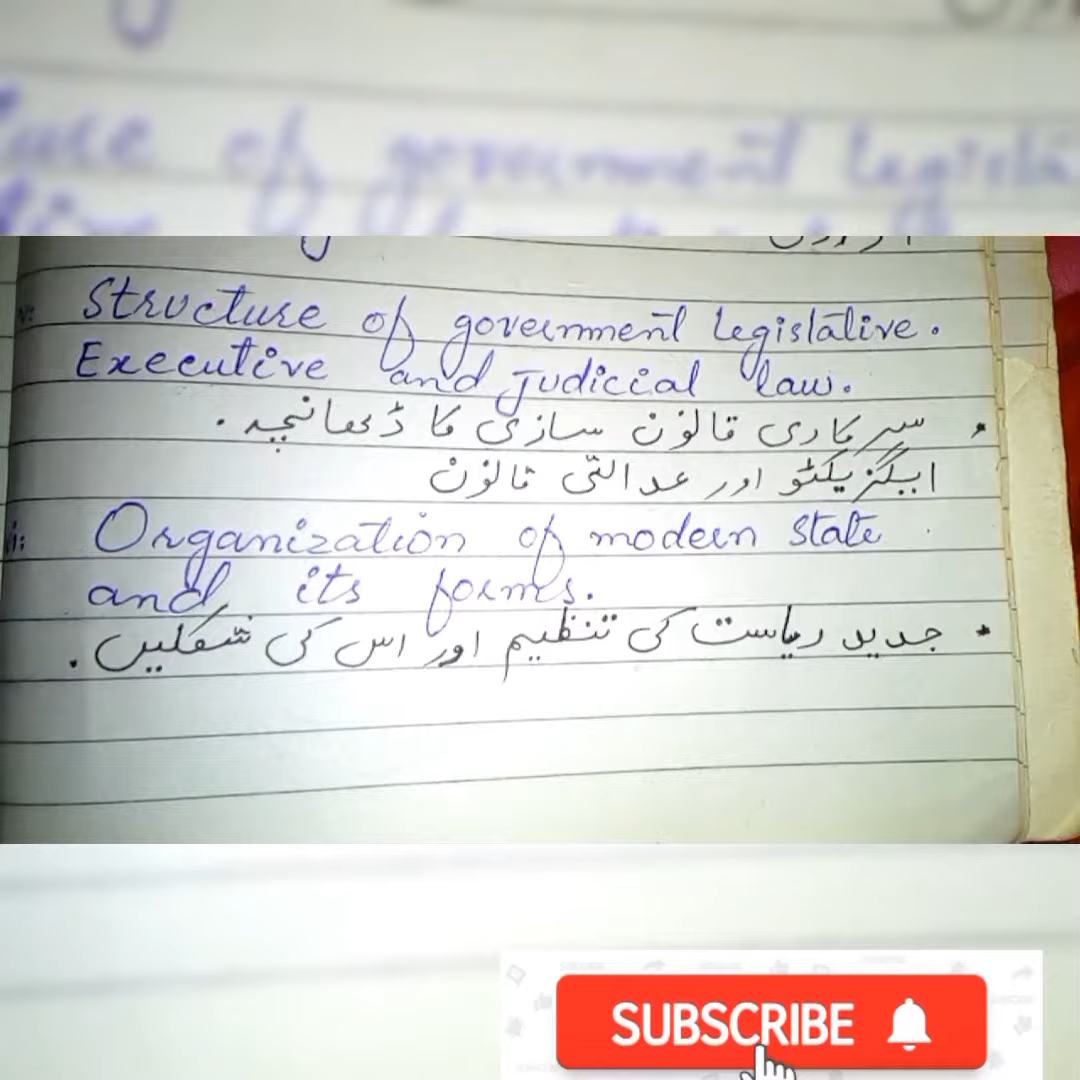 v: Structure of government legislative.
Executive and judicial law.
سرکاری قانون سازی کا ڈھانچہ .
ایگزیکٹو اور عدالتی قانون
vi: Organization of modern state
and its forms.
جدید ریاست کی تنظیم اور اس کی شکلیں .
SUBSCRIBE